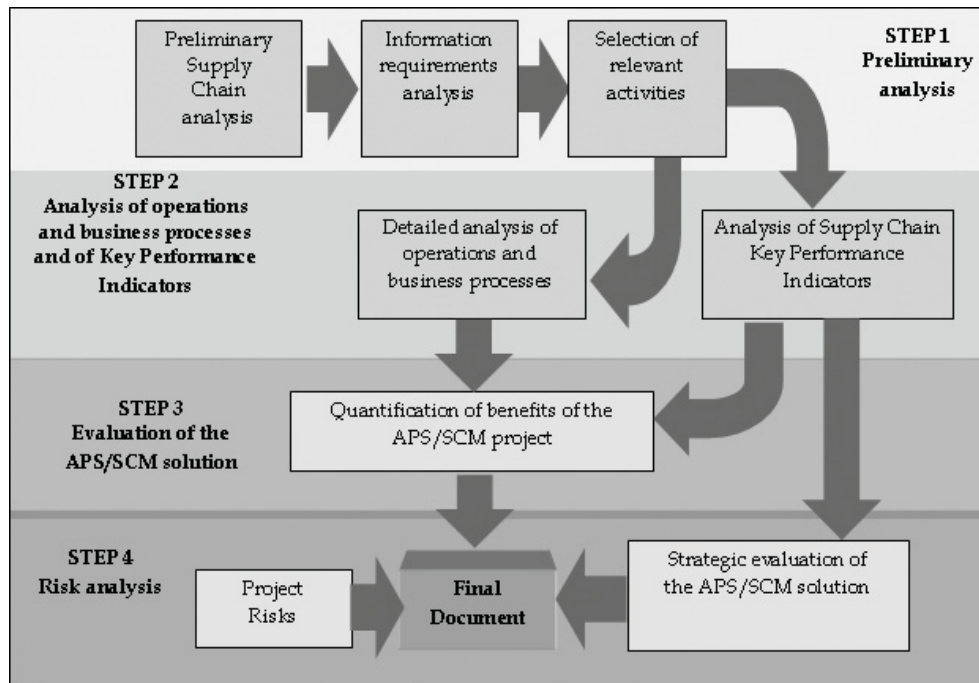 Preliminary
Supply
Chain
analysis
Information
requirements
analysis
Selection of
relevant
activities
STEP 1
Preliminary
analysis
STEP 2
Analysis of operations
and business processes
and of Key Performance
Indicators
Detailed analysis of
operations and
business processes
Analysis of Supply Chain
Key Performance
Indicators
STEP 3
Evaluation of the
APS/SCM solution
Quantification of benefits of the
APS/SCM project
STEP 4
Risk analysis
Project
Risks
Final
Document
Strategic evaluation of
the APS/SCM solution